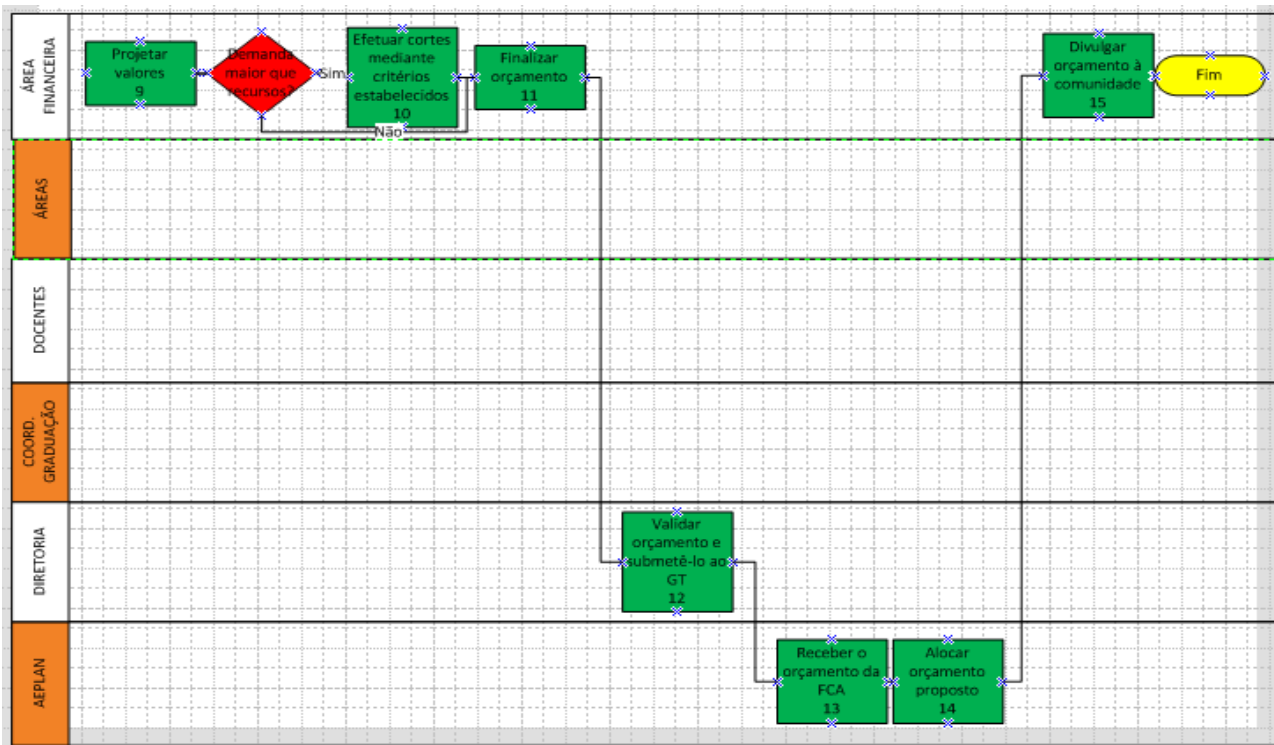 ÁREA
FINANCEIRA
Projetar
valores
9
Demanda
maior que
recursos?
Sim
Efetuar cortes
mediante
critérios
estabelecidos
10
Não
Finalizar
orçamento
11
Divulgar
orçamento à
comunidade
15
Fim
ÁREAS
DOCENTES
COORD.
GRADUAÇÃO
DIRETORIA
Validar
orçamento e
submetê-lo ao
GT
12
AEPLAN
Receber o
orçamento da
FCA
13
Alocar
orçamento
proposto
14